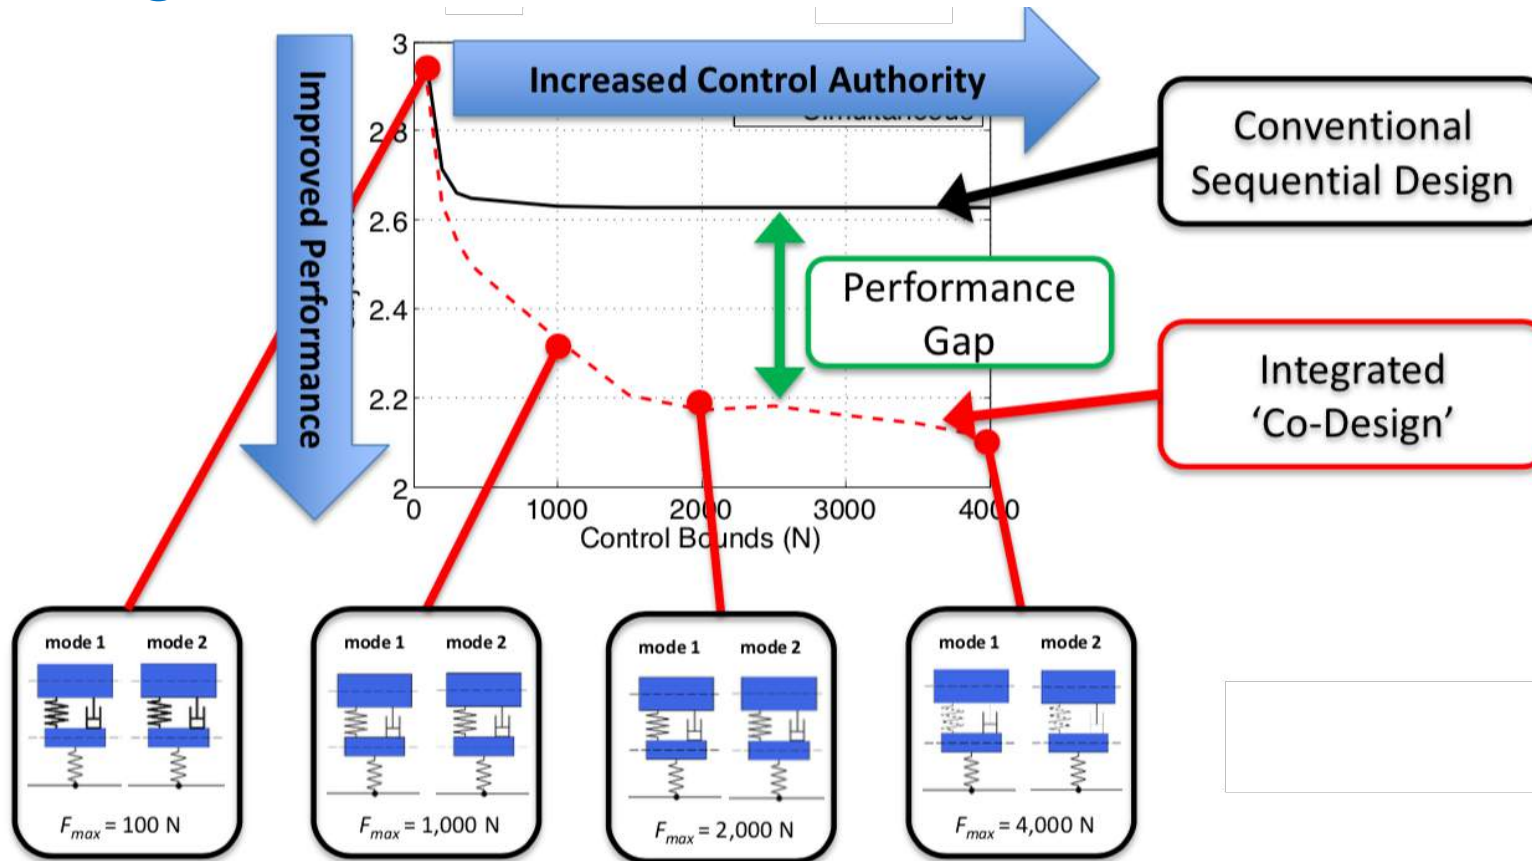 Increased Control Authority
Improved Performance
3
2.8
2.6
2.4
2.2
2
0
1000
2000
3000
4000
Control Bounds (N)
Simultaneous
Conventional
Sequential Design
Performance
Gap
Integrated
‘Co-Design’
mode 1 mode 2
F_max = 100 N
mode 1 mode 2
F_max = 1,000 N
mode 1 mode 2
F_max = 2,000 N
mode 1 mode 2
F_max = 4,000 N